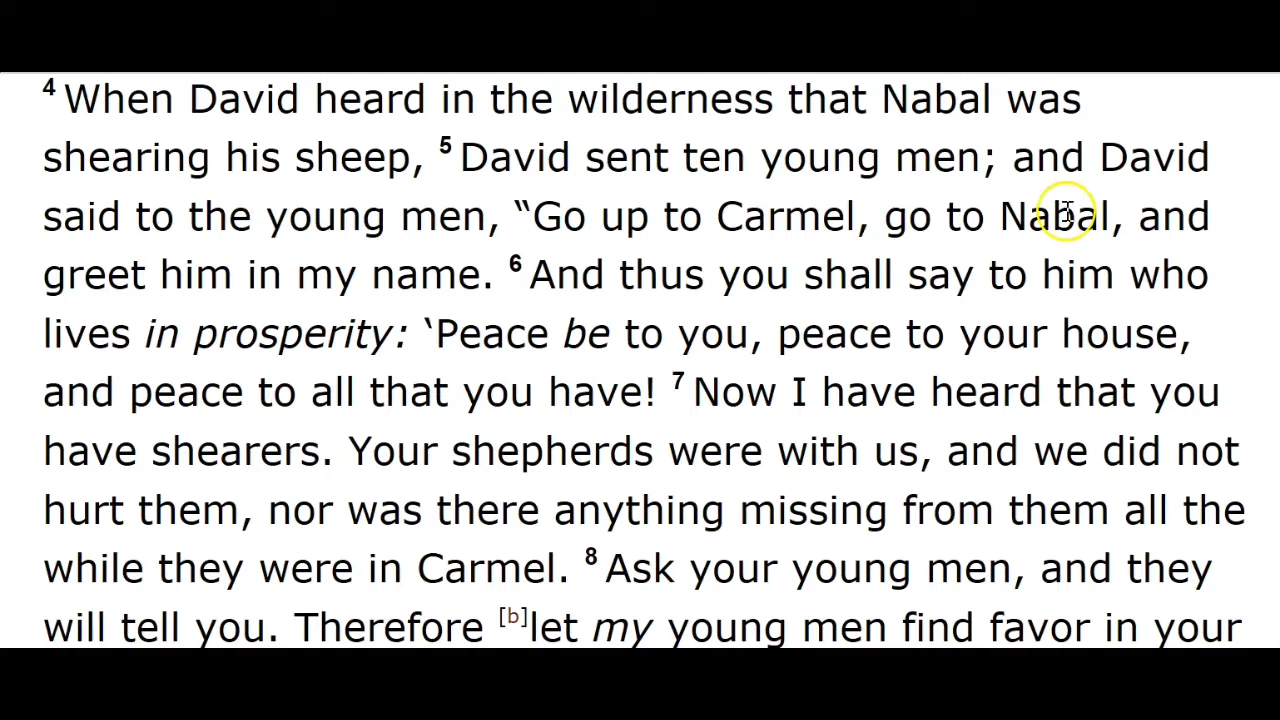 4 When David heard in the wilderness that Nabal was
shearing his sheep, 5 David sent ten young men; and David
said to the young men, “Go up to Carmel, go to Nabal, and
greet him in my name. 6 And thus you shall say to him who
lives in prosperity: ‘Peace be to you, peace to your house,
and peace to all that you have! 7 Now I have heard that you
have shearers. Your shepherds were with us, and we did not
hurt them, nor was there anything missing from them all the
while they were in Carmel. 8 Ask your young men, and they
will tell you. Therefore [b]let my young men find favor in your